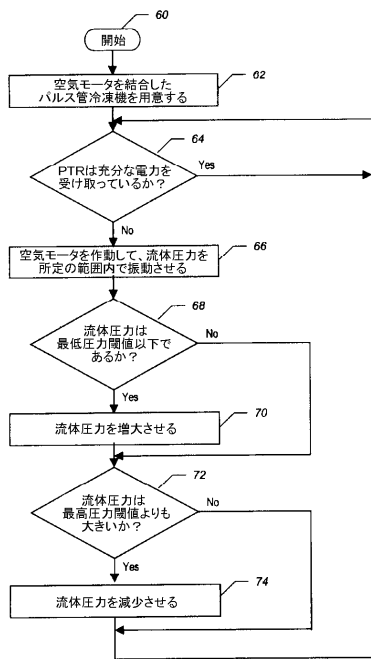 60
開始
62
空気モータを結合した
パルス管冷凍機を用意する
64
PTRは充分な電力を
受け取っているか？
Yes
No
66
空気モータを作動して、流体圧力を
所定の範囲内で振動させる
68
流体圧力は
最低圧力閾値以下で
あるか？
No
Yes
70
流体圧力を増大させる
72
流体圧力は
最高圧力閾値よりも
大きいか？
No
Yes
74
流体圧力を減少させる